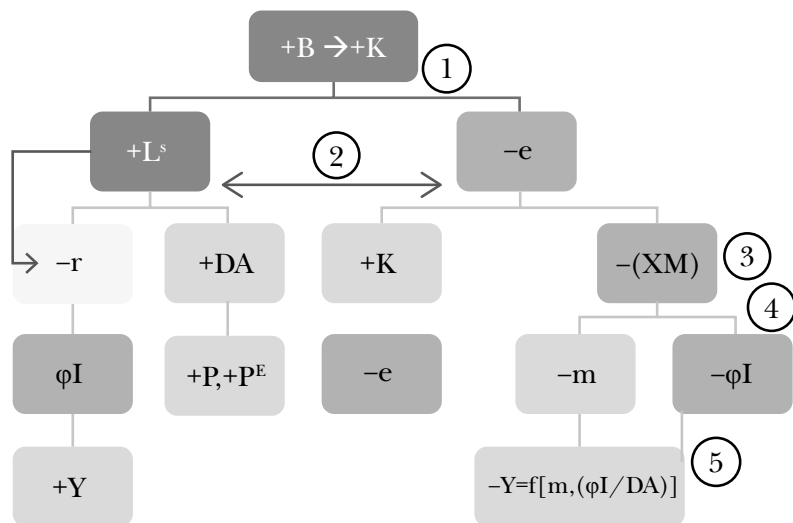 +B →+K
1
+Lˢ
2
–e
–r
+DA
+K
–(XM)
3
4
φI
+P,+Pᴱ
–e
–m
–φI
+Y
–Y=f[m,(φI/DA)]
5